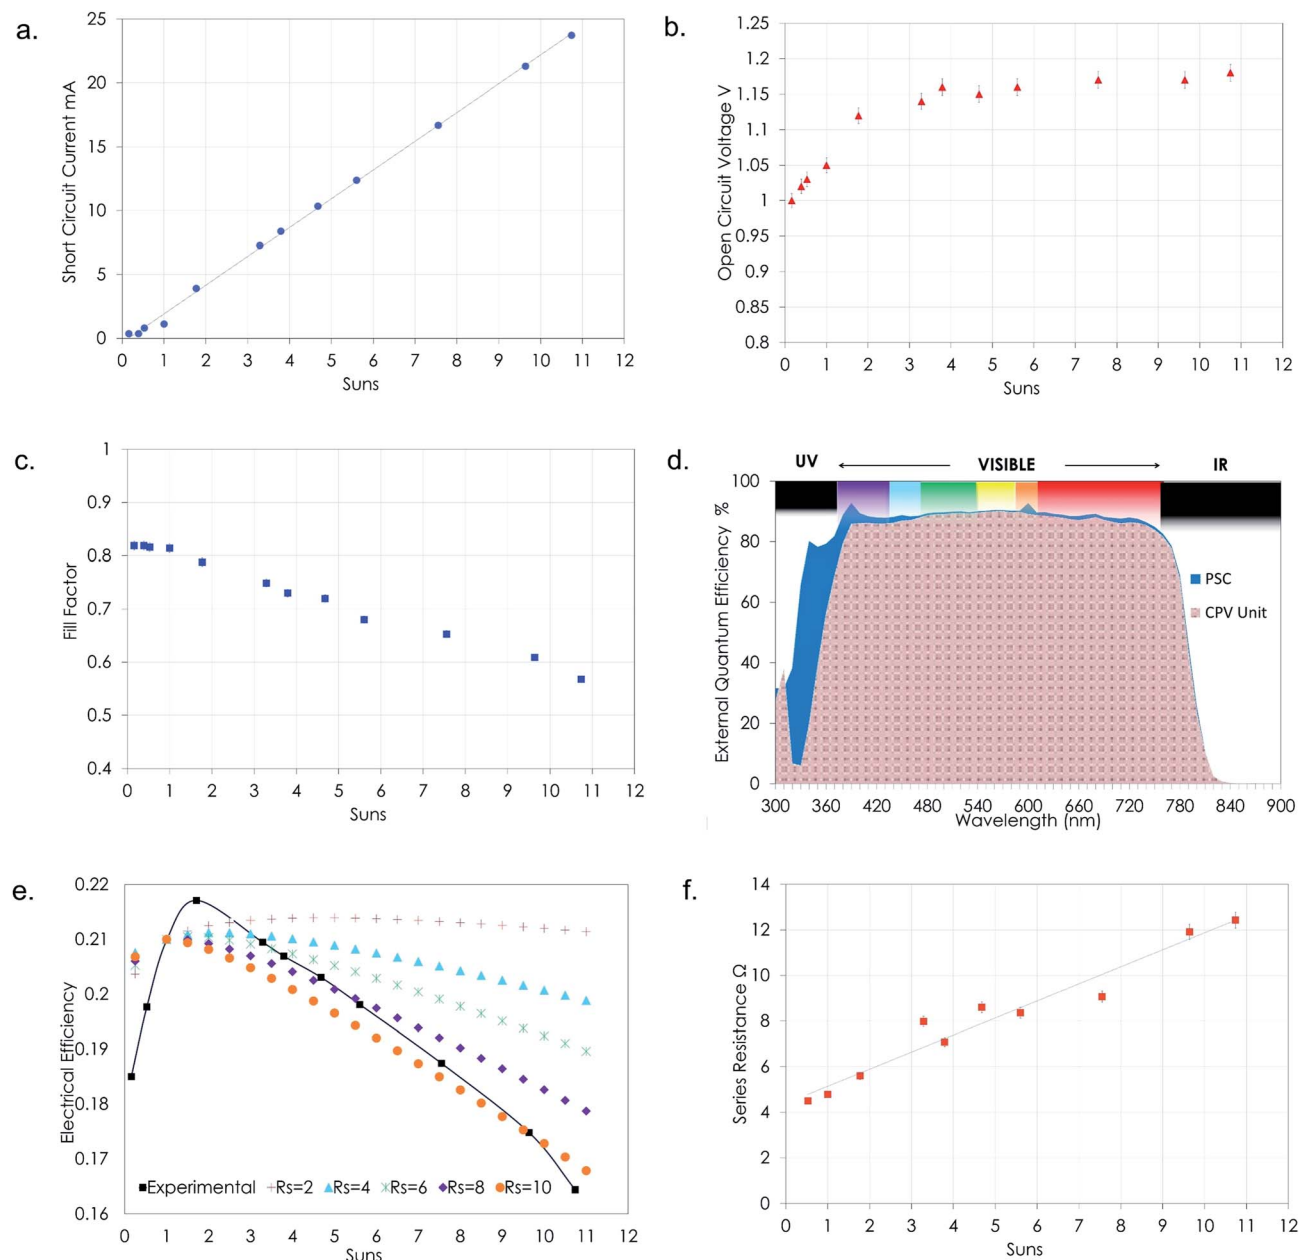 a.
25
20
15
10
5
0
Short Circuit Current mA
0 1 2 3 4 5 6 7 8 9 10 11 12
Suns
b.
1.25
1.2
1.15
1.1
1.05
1
0.95
0.9
0.85
0.8
Open Circuit Voltage V
0 1 2 3 4 5 6 7 8 9 10 11 12
Suns
c.
1
0.9
0.8
0.7
0.6
0.5
0.4
Fill Factor
0 1 2 3 4 5 6 7 8 9 10 11 12
Suns
d.
UV VISIBLE IR
100
80
60
40
20
0
External Quantum Efficiency %
PSC
CPV Unit
300 360 420 480 540 600 660 720 780 840 900
Wavelength (nm)
e.
0.22
0.21
0.2
0.19
0.18
0.17
0.16
Electrical Efficiency
Experimental Rs=2 Rs=4 Rs=6 Rs=8 Rs=10
0 1 2 3 4 5 6 7 8 9 10 11 12
Suns
f.
14
12
10
8
6
4
2
0
Series Resistance Ω
0 1 2 3 4 5 6 7 8 9 10 11 12
Suns